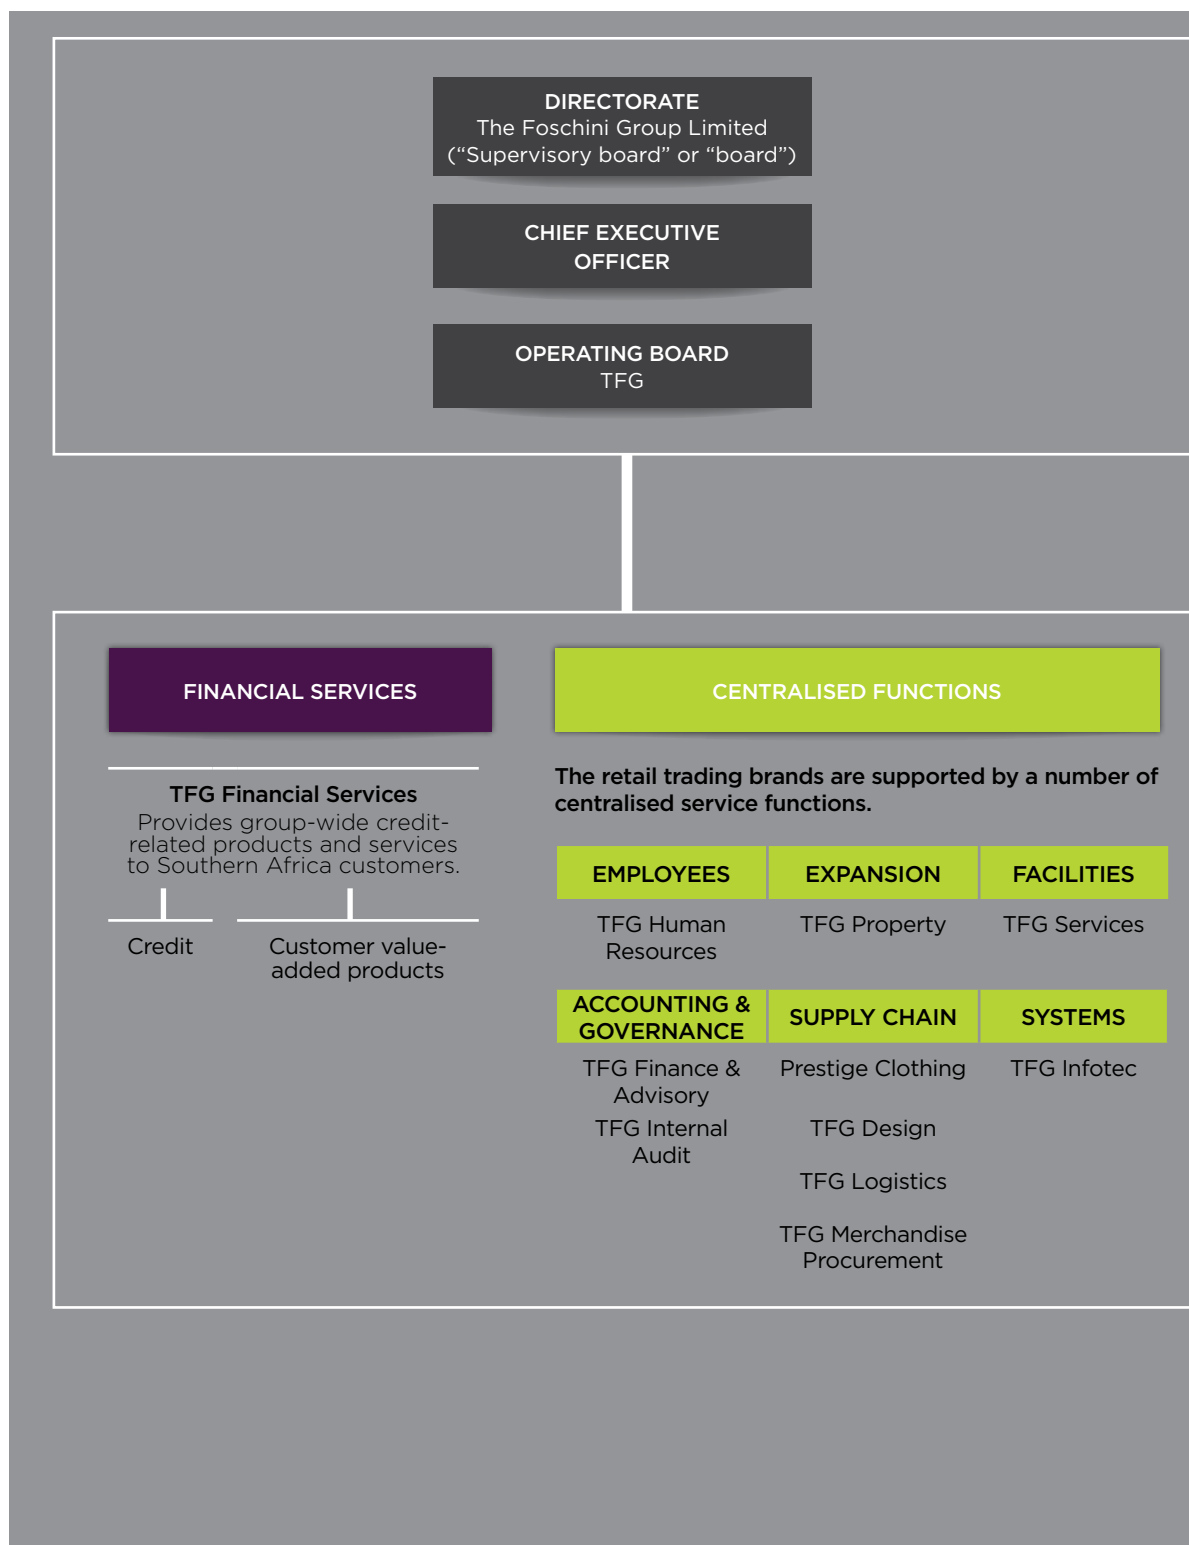 DIRECTORATE
The Foschini Group Limited
(“Supervisory board” or “board”)
CHIEF EXECUTIVE
OFFICER
OPERATING BOARD
TFG
FINANCIAL SERVICES
TFG Financial Services
Provides group-wide credit-
related products and services
to Southern Africa customers.
Credit
Customer value-
added products
CENTRALISED FUNCTIONS
The retail trading brands are supported by a number of
centralised service functions.
EMPLOYEES
TFG Human
Resources
EXPANSION
TFG Property
FACILITIES
TFG Services
ACCOUNTING &
GOVERNANCE
TFG Finance &
Advisory
TFG Internal
Audit
SUPPLY CHAIN
Prestige Clothing
TFG Design
TFG Logistics
TFG Merchandise
Procurement
SYSTEMS
TFG Infotec